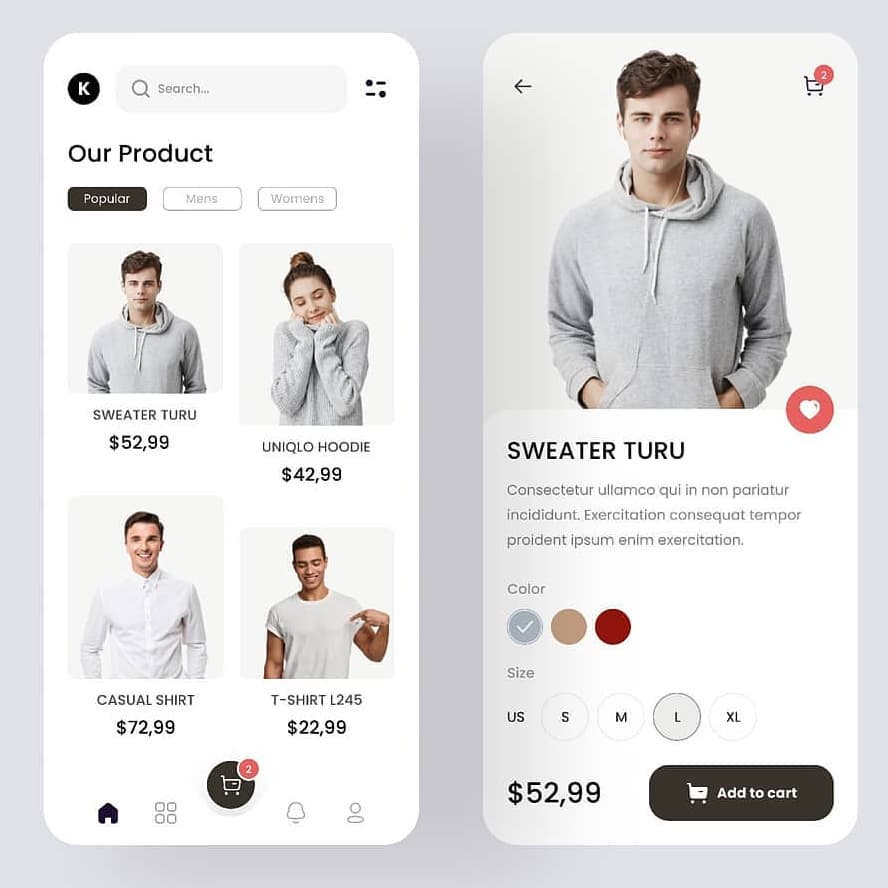 K
Search...
Our Product
Popular
Mens
Womens
SWEATER TURU
$52,99
UNIQLO HOODIE
$42,99
CASUAL SHIRT
$72,99
T-SHIRT L245
$22,99
2
2
SWEATER TURU
Consectetur ullamco qui in non pariatur
incididunt. Exercitation consequat tempor
proident ipsum enim exercitation.
Color
Size
US S M L XL
$52,99
Add to cart